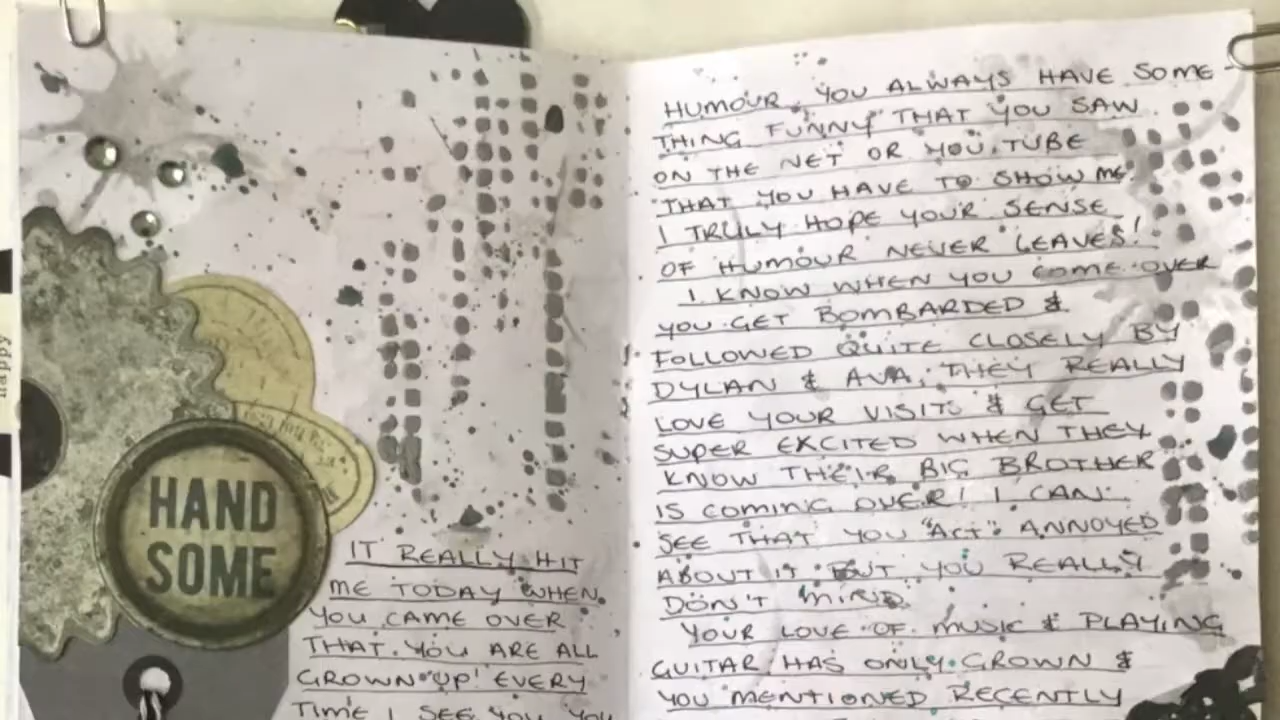 happy
HAND
SOME
IT REALLY HIT
ME TODAY WHEN
YOU CAME OVER
THAT YOU ARE ALL
GROWN UP! EVERY
TIME I SEE YOU YOU
HUMOUR, YOU ALWAYS HAVE SOME-
THING FUNNY THAT YOU SAW
ON THE NET OR YOU TUBE
THAT YOU HAVE TO SHOW ME
I TRULY HOPE YOUR SENSE
OF HUMOUR NEVER LEAVES!
I KNOW WHEN YOU COME OVER
YOU GET BOMBARDED &
FOLLOWED QUITE CLOSELY BY
DYLAN & AVA, THEY REALLY
LOVE YOUR VISITS & GET
SUPER EXCITED WHEN THEY
KNOW THEIR BIG BROTHER
IS COMING OVER! I CAN
SEE THAT YOU "ACT" ANNOYED
ABOUT IT BUT YOU REALLY
DON'T MIND.
YOUR LOVE OF MUSIC & PLAYING
GUITAR HAS ONLY GROWN &
YOU MENTIONED RECENTLY